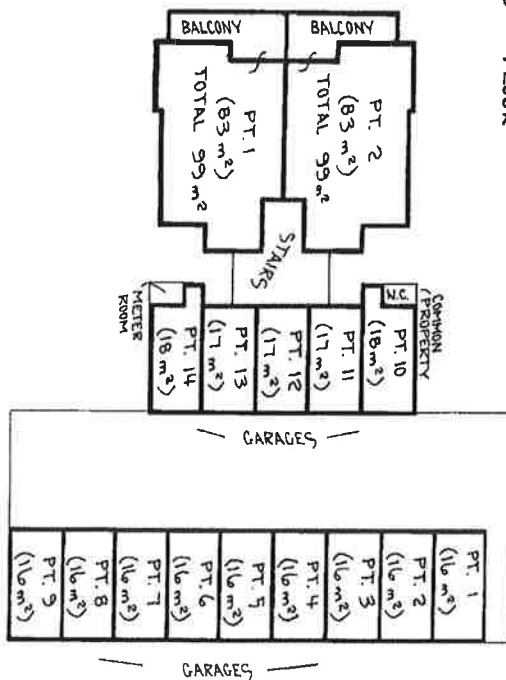 BALCONY
BALCONY
PT. 1
(83 m²)
TOTAL 99 m²
PT. 2
(83 m²)
TOTAL 99 m²
STAIRS
METER
ROOM
W.C.
COMMON
PROPERTY
PT. 14
(18 m²)
PT. 13
(17 m²)
PT. 12
(17 m²)
PT. 11
(17 m²)
PT. 10
(18 m²)
GARAGES
PT. 9
(16 m²)
PT. 8
(16 m²)
PT. 7
(16 m²)
PT. 6
(16 m²)
PT. 5
(16 m²)
PT. 4
(16 m²)
PT. 3
(16 m²)
PT. 2
(16 m²)
PT. 1
(16 m²)
GARAGES